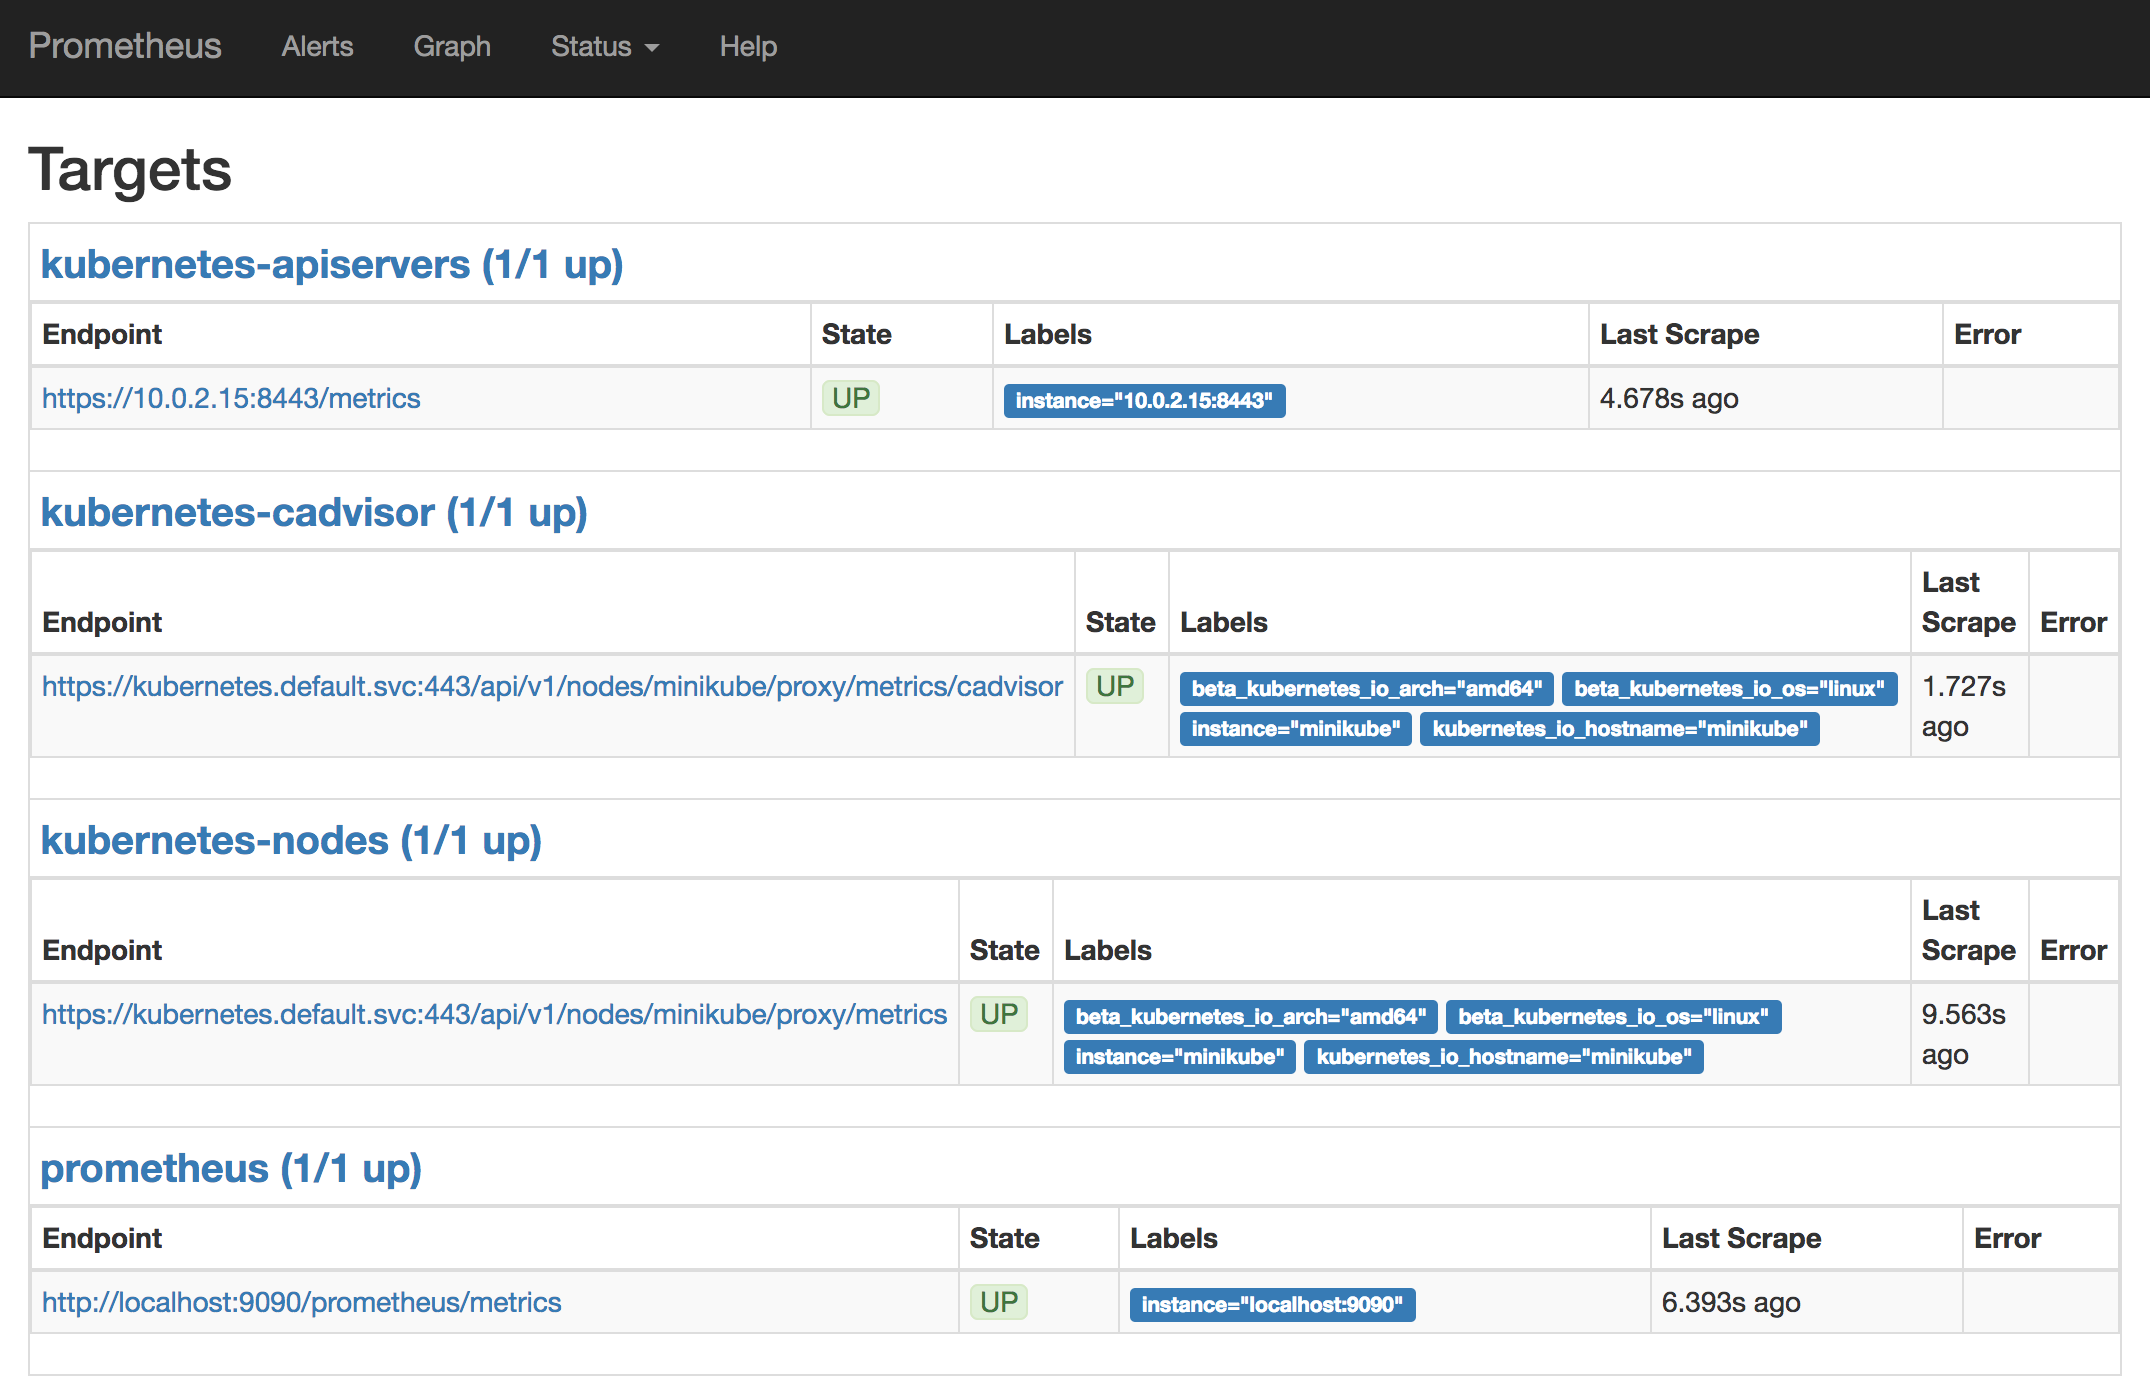 Prometheus Alerts Graph Status Help
Targets
kubernetes-apiservers (1/1 up)
Endpoint State Labels Last Scrape Error
https://10.0.2.15:8443/metrics UP instance="10.0.2.15:8443" 4.678s ago
kubernetes-cadvisor (1/1 up)
Endpoint State Labels Last Scrape Error
https://kubernetes.default.svc:443/api/v1/nodes/minikube/proxy/metrics/cadvisor UP beta_kubernetes_io_arch="amd64" beta_kubernetes_io_os="linux" 1.727s
instance="minikube" kubernetes_io_hostname="minikube" ago
kubernetes-nodes (1/1 up)
Endpoint State Labels Last Scrape Error
https://kubernetes.default.svc:443/api/v1/nodes/minikube/proxy/metrics UP beta_kubernetes_io_arch="amd64" beta_kubernetes_io_os="linux" 9.563s
instance="minikube" kubernetes_io_hostname="minikube" ago
prometheus (1/1 up)
Endpoint State Labels Last Scrape Error
http://localhost:9090/prometheus/metrics UP instance="localhost:9090" 6.393s ago